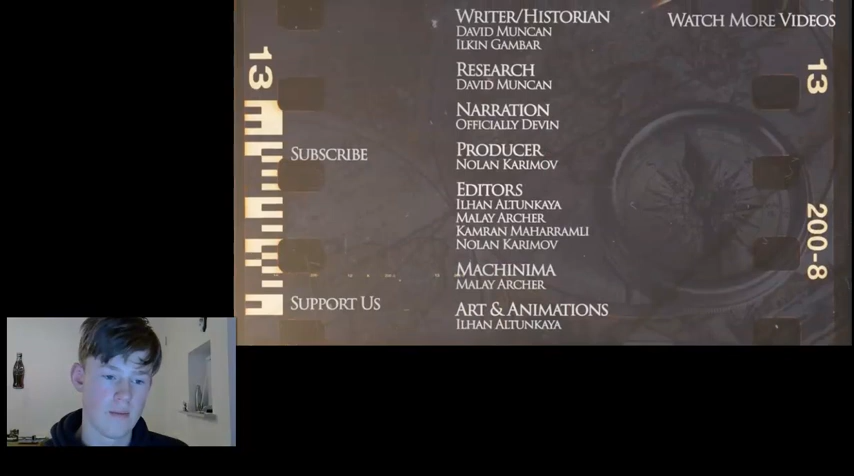 Writer/Historian
David Muncan
Ilkin Gambar
Watch More Videos
Research
David Muncan
Narration
Officially Devin
Subscribe
Producer
Nolan Karimov
Editors
Ilhan Altunkaya
Malay Archer
Kamran Maharramli
Nolan Karimov
Machinima
Malay Archer
Support Us
Art & Animations
Ilhan Altunkaya
13
13
200-8